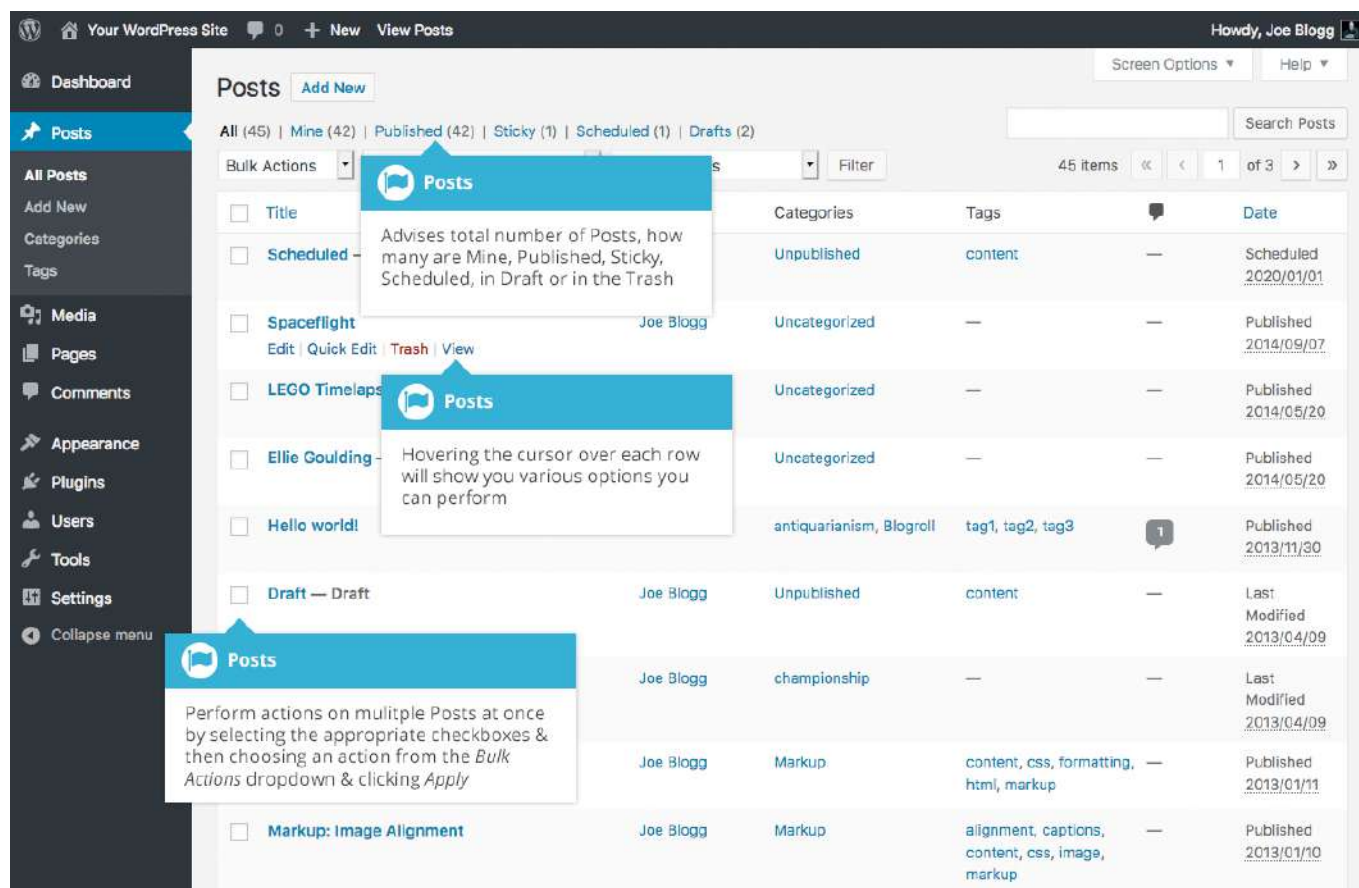 Your WordPress Site 0 + New View Posts Howdy, Joe Blogg
Dashboard
Posts
All Posts
Add New
Categories
Tags
Media
Pages
Comments
Appearance
Plugins
Users
Tools
Settings
Collapse menu
Screen Options ▼ Help ▼
Posts Add New
All (45) | Mine (42) | Published (42) | Sticky (1) | Scheduled (1) | Drafts (2)
Search Posts
Bulk Actions Filter 45 items « ‹ 1 of 3 › »
Posts
Advises total number of Posts, how
many are Mine, Published, Sticky,
Scheduled, in Draft or in the Trash
Title Categories Tags Date
Scheduled — Unpublished content — Scheduled
2020/01/01
Spaceflight Joe Blogg Uncategorized — — Published
Edit | Quick Edit | Trash | View 2014/09/07
Posts
Hovering the cursor over each row
will show you various options you
can perform
LEGO Uncategorized — — Published
2014/05/20
Ellie Goulding Uncategorized — — Published
2014/05/20
Hello world! antiquarianism, Blogroll tag1, tag2, tag3 1 Published
2013/11/30
Draft — Draft Joe Blogg Unpublished content — Last
Modified
2013/04/09
Posts
Perform actions on mulitple Posts at once
by selecting the appropriate checkboxes &
then choosing an action from the Bulk
Actions dropdown & clicking Apply
Joe Blogg championship — — Last
Modified
2013/04/09
Joe Blogg Markup content, css, formatting, — Published
html, markup 2013/01/11
Markup: Image Alignment Joe Blogg Markup alignment, captions, — Published
content, css, image, 2013/01/10
markup